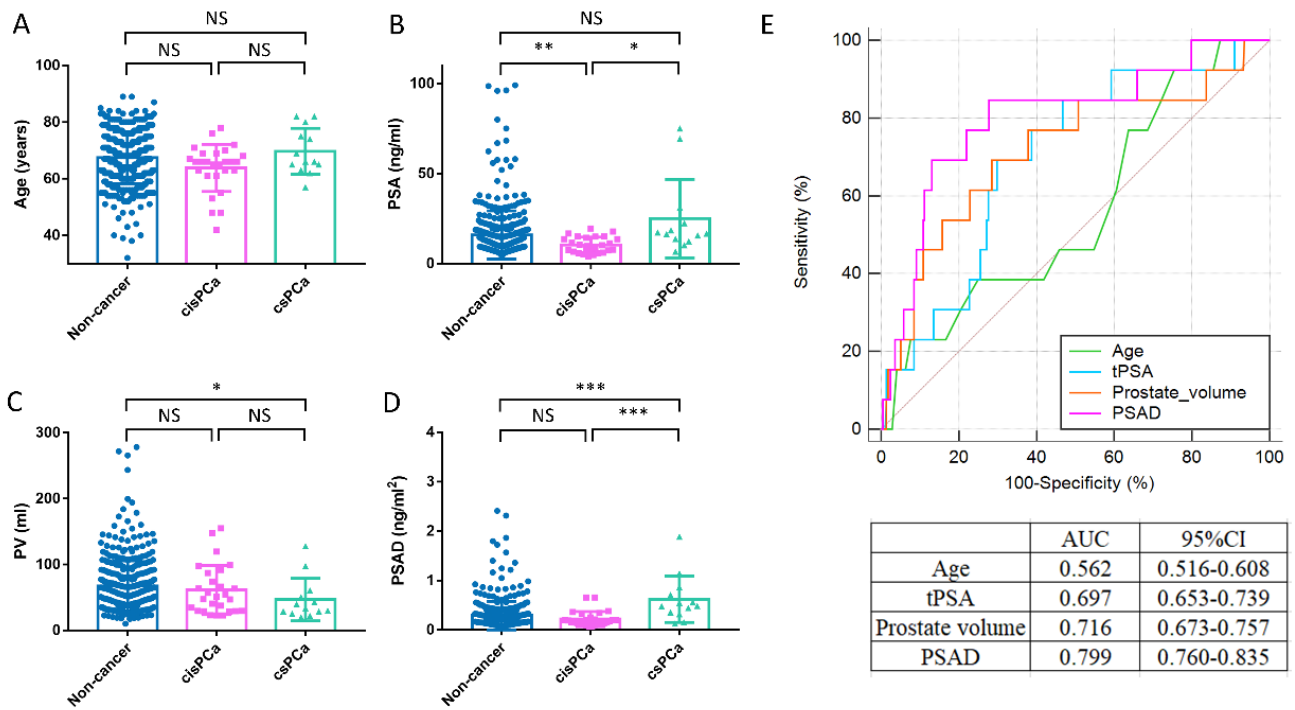 A
NS
NS
NS
Age (years)
100
80
60
40
Non-cancer
cisPCa
csPCa
B
NS
**
*
PSA (ng/ml)
100
50
0
Non-cancer
cisPCa
csPCa
C
*
NS
NS
PV (ml)
300
200
100
0
Non-cancer
cisPCa
csPCa
D
***
NS
***
PSAD (ng/ml²)
4
3
2
1
0
Non-cancer
cisPCa
csPCa
E
Sensitivity (%)
100
80
60
40
20
0
0 20 40 60 80 100
100-Specificity (%)
Age
tPSA
Prostate_volume
PSAD
AUC 95%CI
Age 0.562 0.516-0.608
tPSA 0.697 0.653-0.739
Prostate volume 0.716 0.673-0.757
PSAD 0.799 0.760-0.835